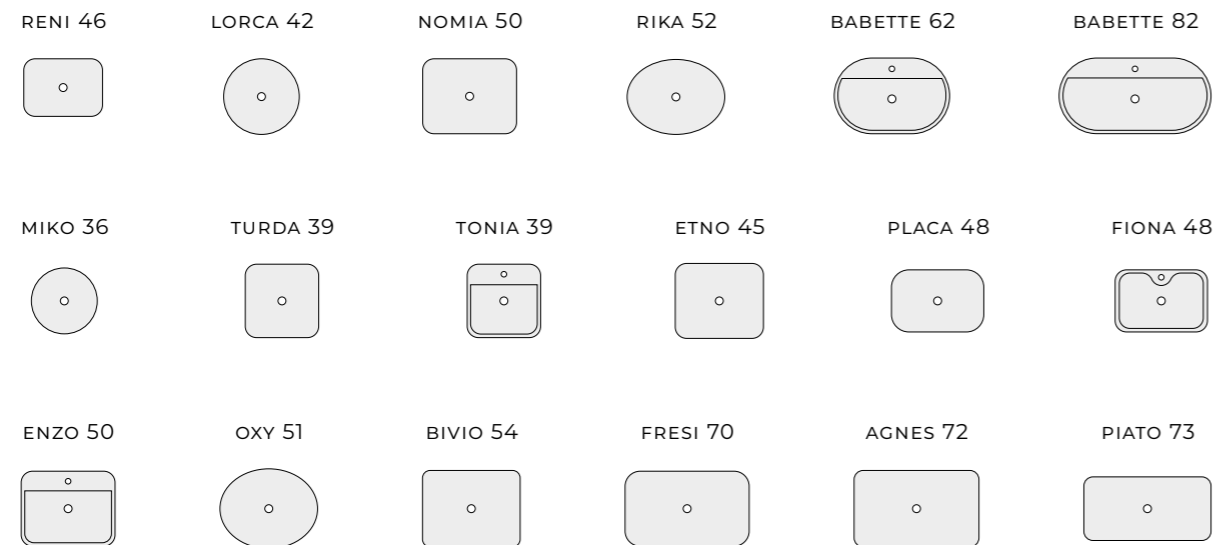 RENI 46 LORCA 42 NOMIA 50 RIKA 52 BABETTE 62 BABETTE 82
MIKO 36 TURDA 39 TONIA 39 ETNO 45 PLACA 48 FIONA 48
ENZO 50 OXY 51 BIVIO 54 FRESI 70 AGNES 72 PIATO 73